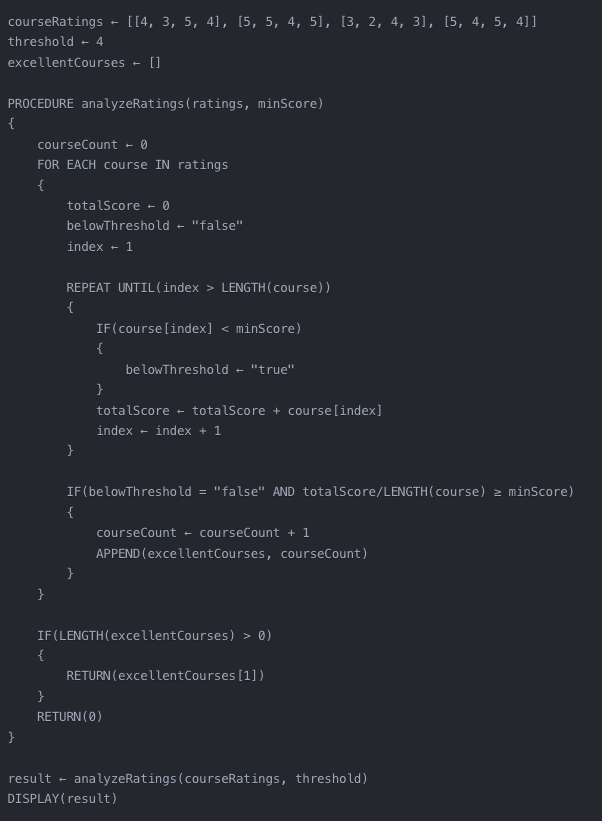 courseRatings ← [[4, 3, 5, 4], [5, 5, 4, 5], [3, 2, 4, 3], [5, 4, 5, 4]]
threshold ← 4
excellentCourses ← []

PROCEDURE analyzeRatings(ratings, minScore)
{
    courseCount ← 0
    FOR EACH course IN ratings
    {
        totalScore ← 0
        belowThreshold ← "false"
        index ← 1

        REPEAT UNTIL(index > LENGTH(course))
        {
            IF(course[index] < minScore)
            {
                belowThreshold ← "true"
            }
            totalScore ← totalScore + course[index]
            index ← index + 1
        }

        IF(belowThreshold = "false" AND totalScore/LENGTH(course) ≥ minScore)
        {
            courseCount ← courseCount + 1
            APPEND(excellentCourses, courseCount)
        }
    }

    IF(LENGTH(excellentCourses) > 0)
    {
        RETURN(excellentCourses[1])
    }
    RETURN(0)
}

result ← analyzeRatings(courseRatings, threshold)
DISPLAY(result)